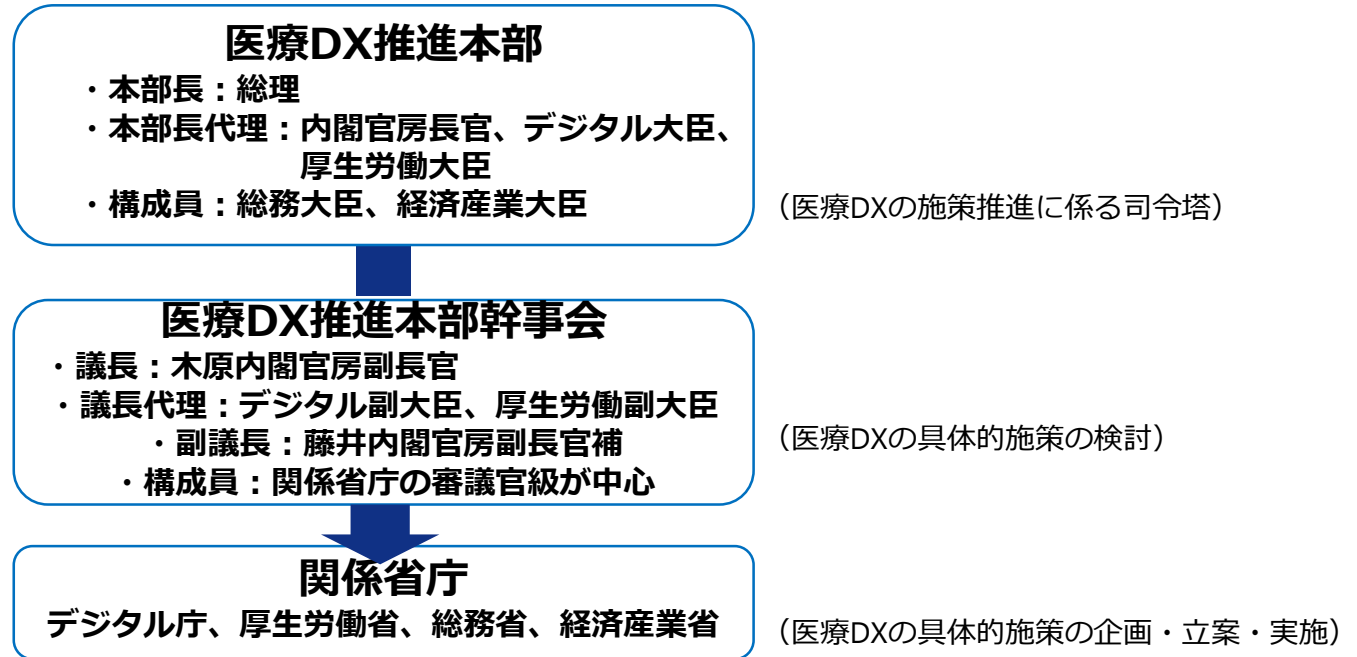 医療DX推進本部
・本部長：総理
・本部長代理：内閣官房長官、デジタル大臣、
厚生労働大臣
・構成員：総務大臣、経済産業大臣
（医療DXの施策推進に係る司令塔）
医療DX推進本部幹事会
・議長：木原内閣官房副長官
・議長代理：デジタル副大臣、厚生労働副大臣
・副議長：藤井内閣官房副長官補
・構成員：関係省庁の審議官級が中心
（医療DXの具体的施策の検討）
関係省庁
デジタル庁、厚生労働省、総務省、経済産業省
（医療DXの具体的施策の企画・立案・実施）